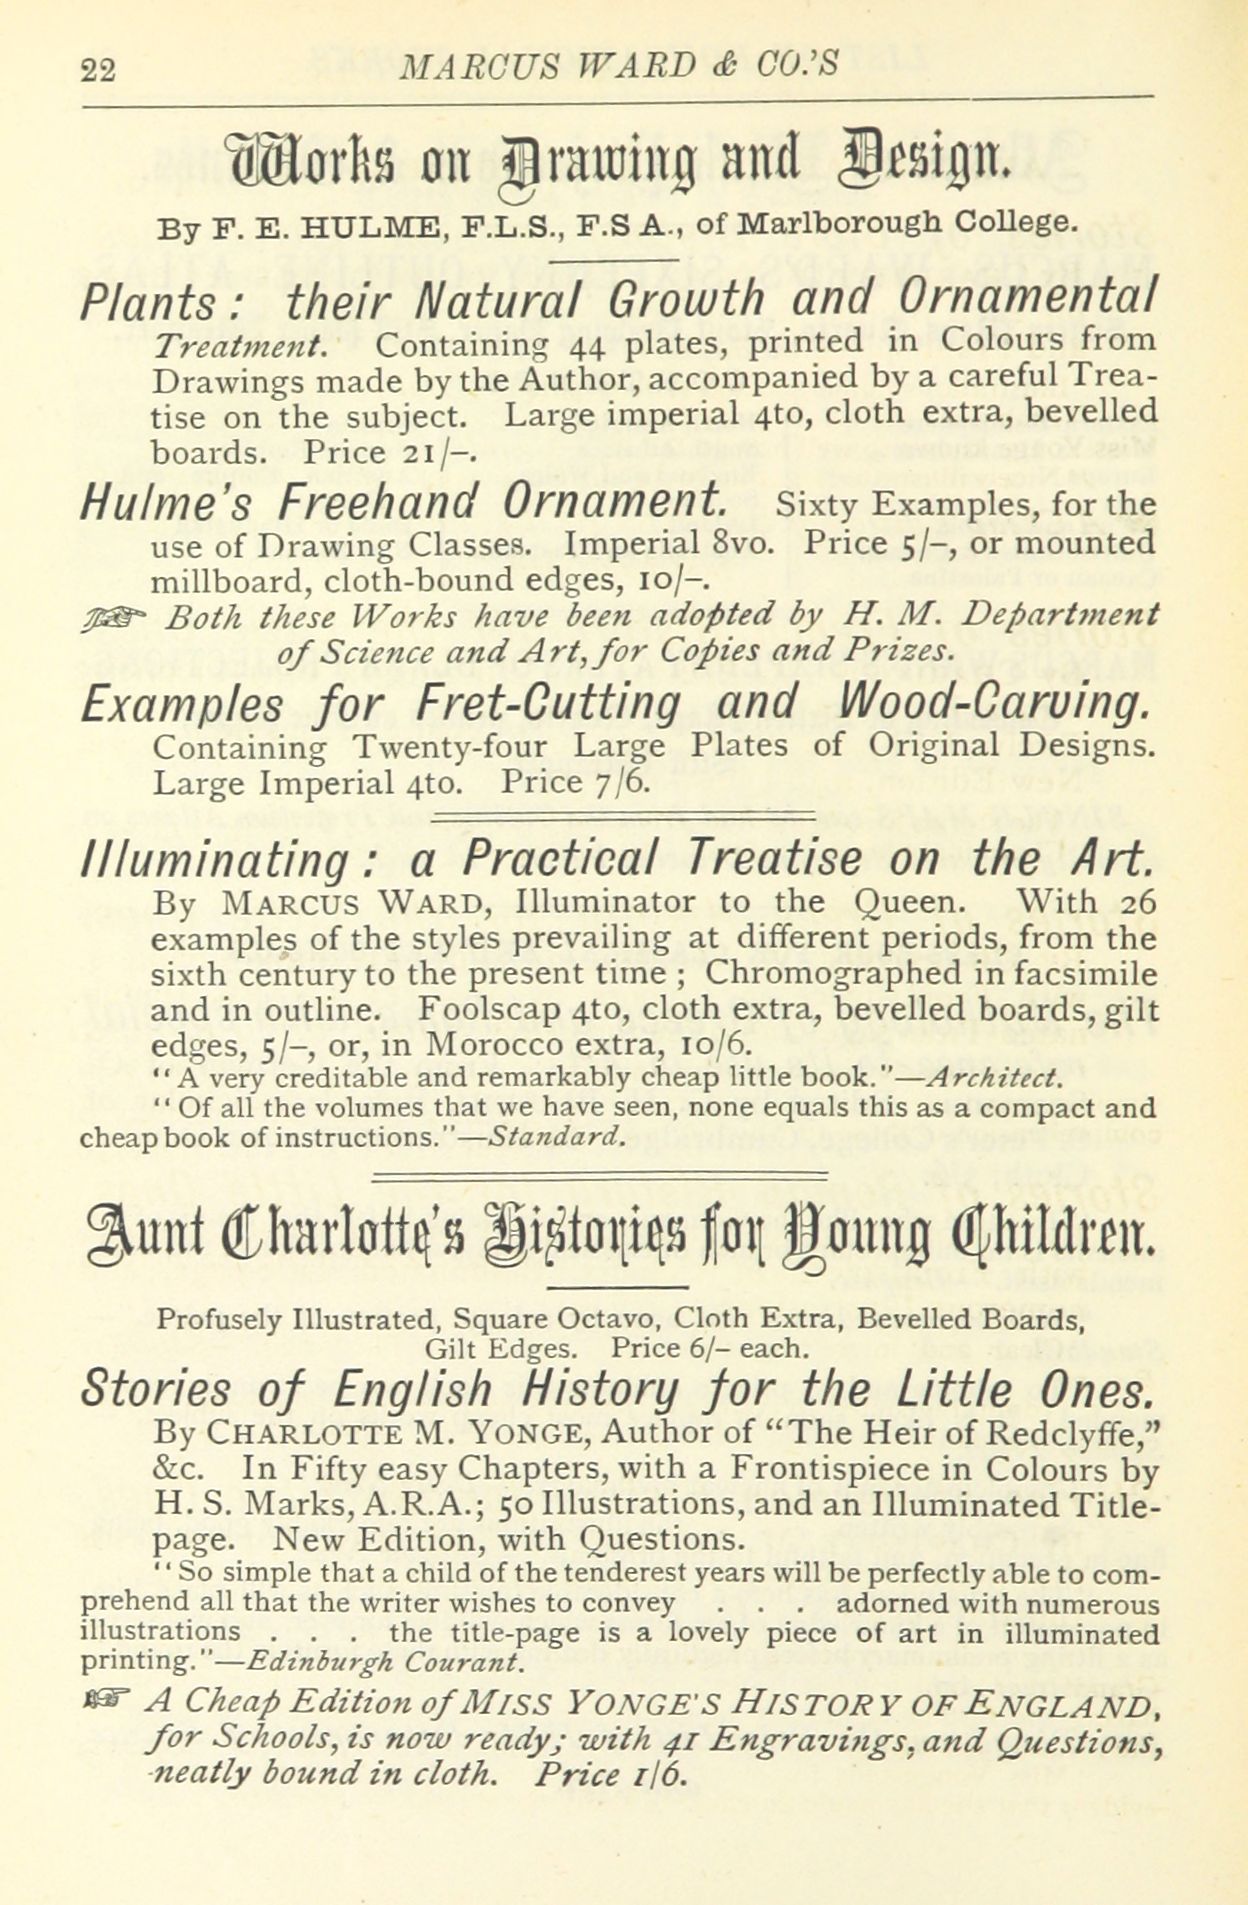 22 MARCUS WARD & CO.'S
Works on Drawing and Design.
By F. E. HULME, F.L.S., F.S A., of Marlborough College.
Plants : their Natural Growth and Ornamental
Treatment. Containing 44 plates, printed in Colours from
Drawings made by the Author, accompanied by a careful Trea-
tise on the subject. Large imperial 4to, cloth extra, bevelled
boards. Price 21/–.
Hulme's Freehand Ornament. Sixty Examples, for the
use of Drawing Classes. Imperial 8vo. Price 5/–, or mounted
millboard, cloth-bound edges, 10/–.
☞ Both these Works have been adopted by H. M. Department
of Science and Art, for Copies and Prizes.
Examples for Fret-Cutting and Wood-Carving.
Containing Twenty-four Large Plates of Original Designs.
Large Imperial 4to. Price 7/6.
Illuminating : a Practical Treatise on the Art.
By MARCUS WARD, Illuminator to the Queen. With 26
examples of the styles prevailing at different periods, from the
sixth century to the present time ; Chromographed in facsimile
and in outline. Foolscap 4to, cloth extra, bevelled boards, gilt
edges, 5/–, or, in Morocco extra, 10/6.
"A very creditable and remarkably cheap little book."—Architect.
"Of all the volumes that we have seen, none equals this as a compact and
cheap book of instructions."—Standard.
Aunt Charlotte's Histories for Young Children.
Profusely Illustrated, Square Octavo, Cloth Extra, Bevelled Boards,
Gilt Edges. Price 6/– each.
Stories of English History for the Little Ones.
By CHARLOTTE M. YONGE, Author of "The Heir of Redclyffe,"
&c. In Fifty easy Chapters, with a Frontispiece in Colours by
H. S. Marks, A.R.A.; 50 Illustrations, and an Illuminated Title-
page. New Edition, with Questions.
"So simple that a child of the tenderest years will be perfectly able to com-
prehend all that the writer wishes to convey . . . adorned with numerous
illustrations . . . the title-page is a lovely piece of art in illuminated
printing."—Edinburgh Courant.
☞ A Cheap Edition of MISS YONGE'S HISTORY OF ENGLAND,
for Schools, is now ready; with 41 Engravings, and Questions,
neatly bound in cloth. Price 1/6.